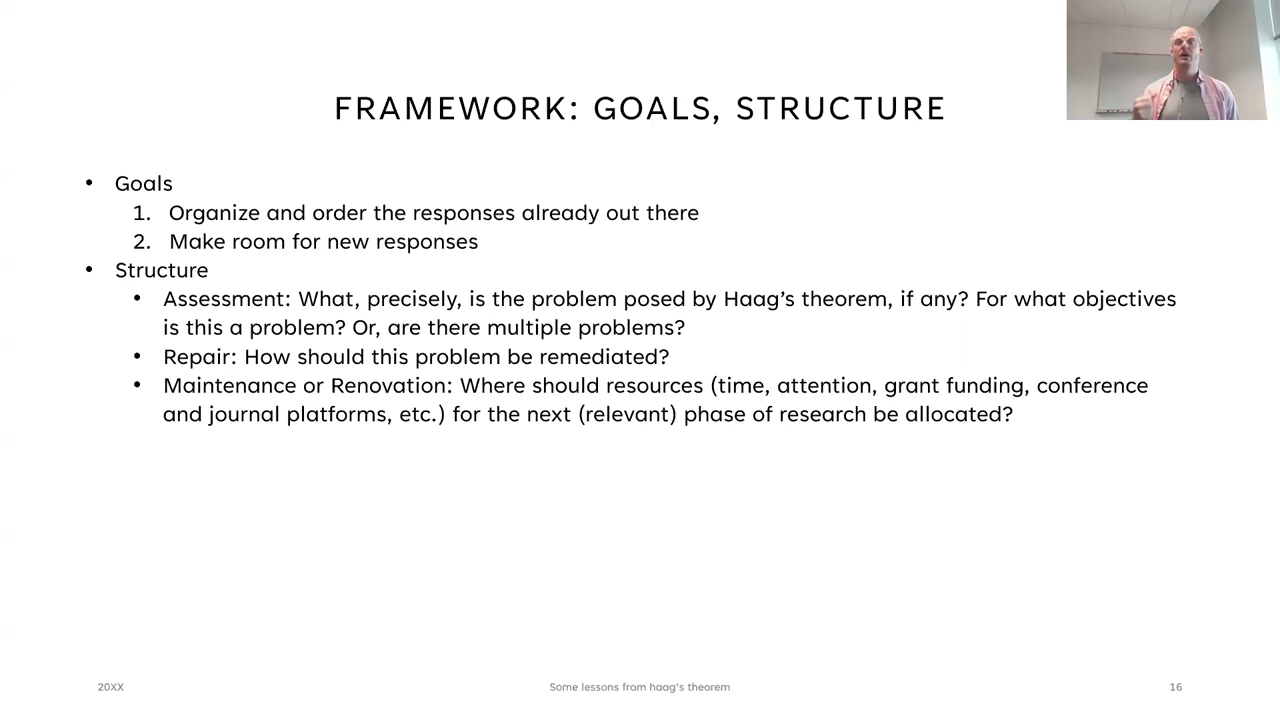 FRAMEWORK: GOALS, STRUCTURE
• Goals
1. Organize and order the responses already out there
2. Make room for new responses
• Structure
• Assessment: What, precisely, is the problem posed by Haag’s theorem, if any? For what objectives
is this a problem? Or, are there multiple problems?
• Repair: How should this problem be remediated?
• Maintenance or Renovation: Where should resources (time, attention, grant funding, conference
and journal platforms, etc.) for the next (relevant) phase of research be allocated?
20XX
Some lessons from haag’s theorem
16